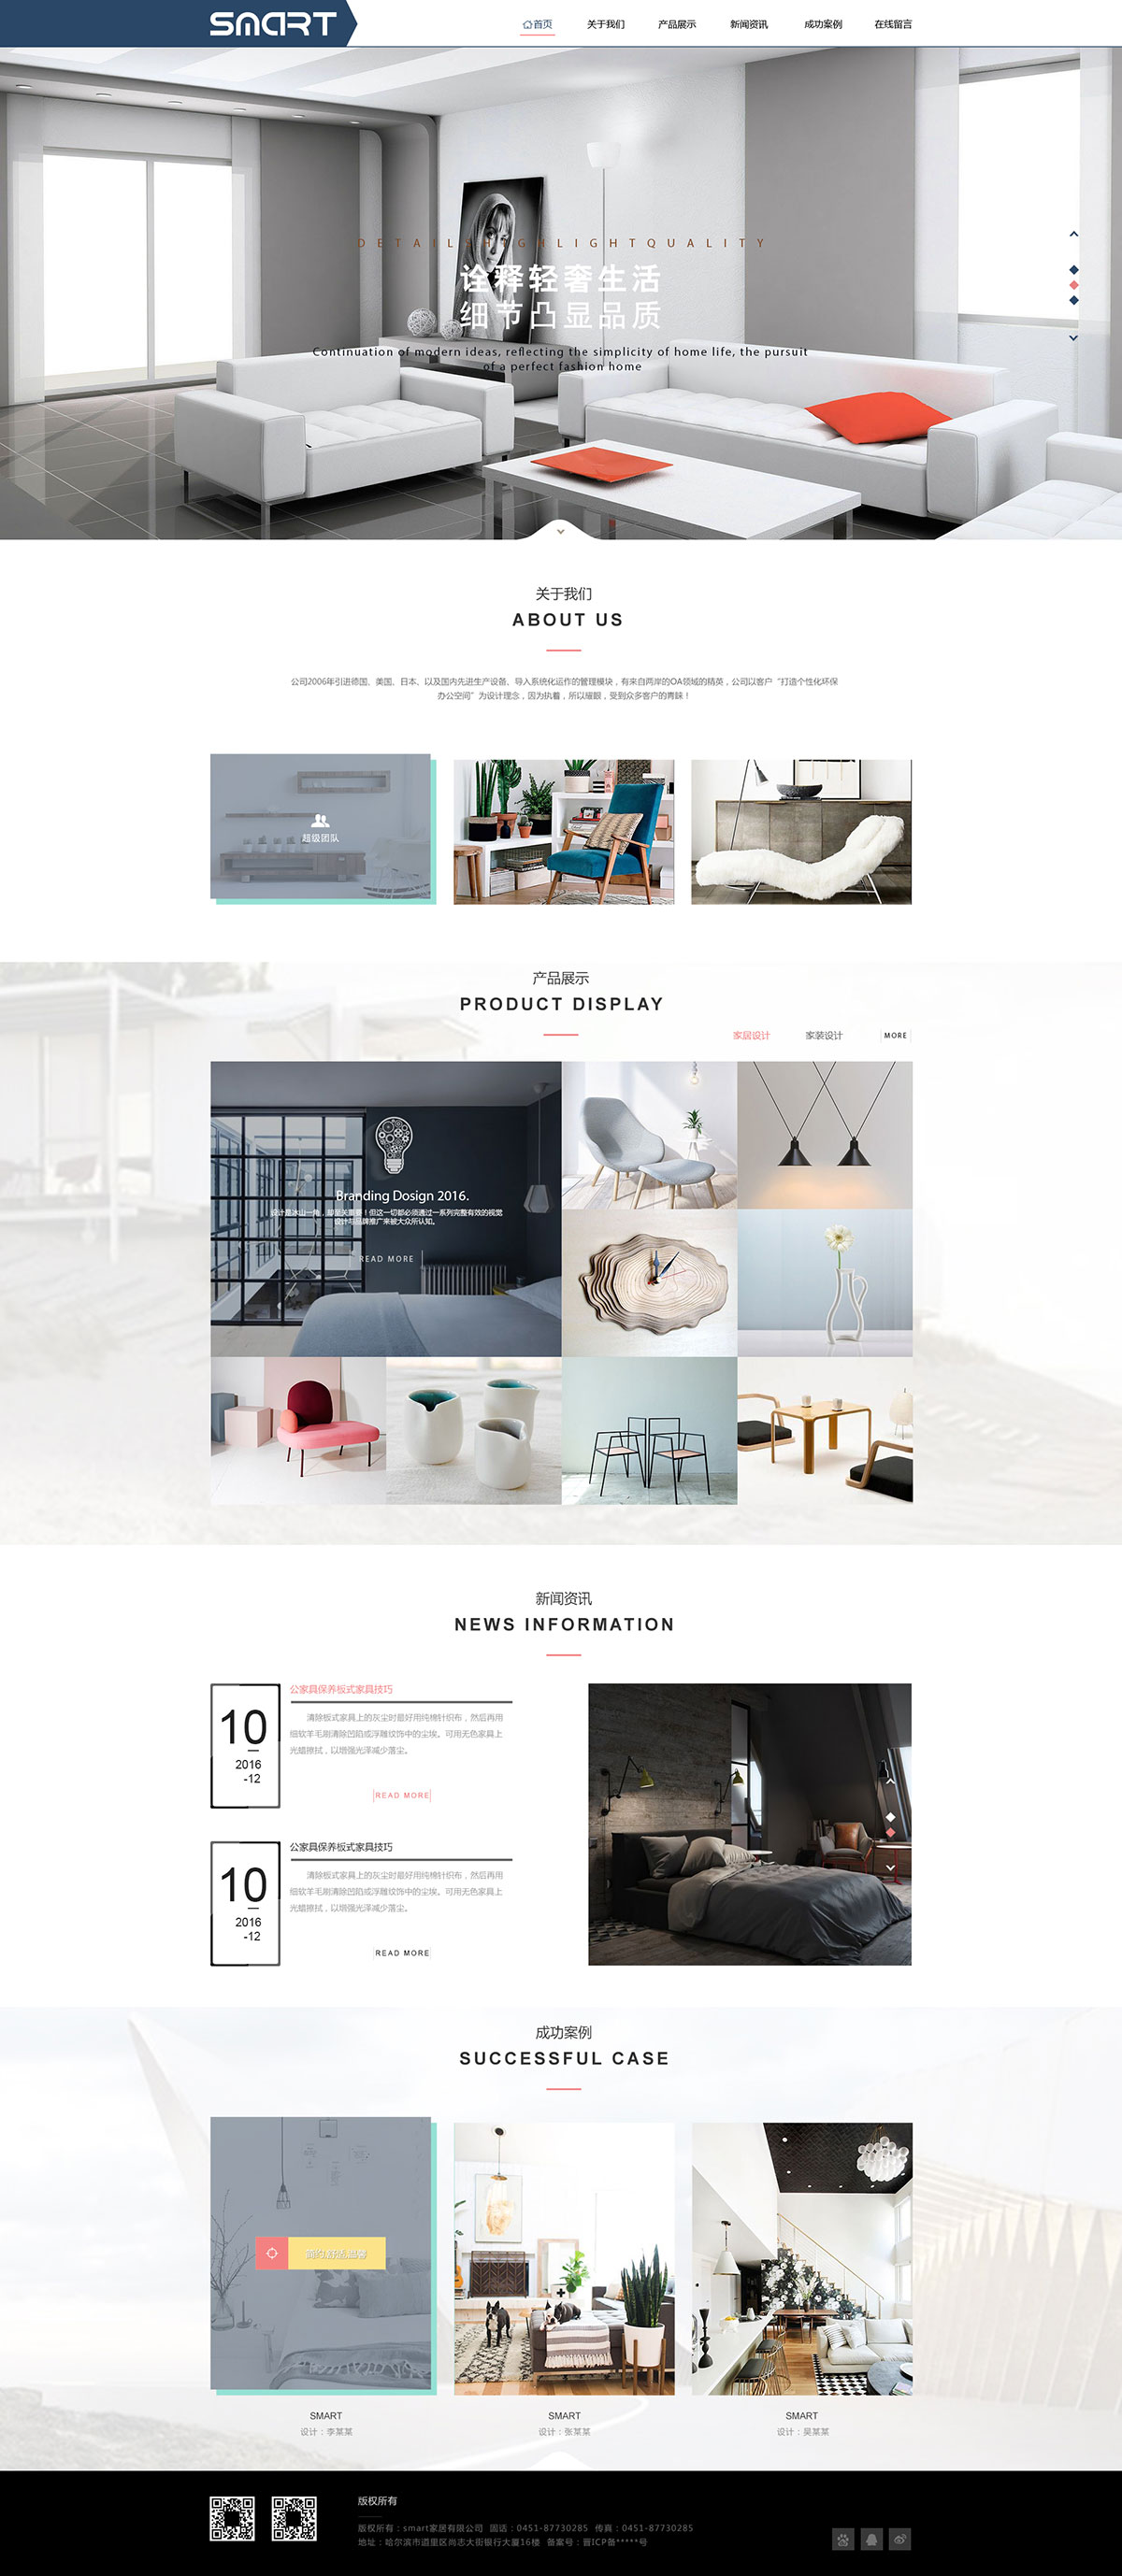 SMART
首页 关于我们 产品展示 新闻资讯 成功案例 在线留言
DETAILSHIGHLIGHTQUALITY
诠释轻奢生活
细节凸显品质
Continuation of modern ideas, reflecting the simplicity of home life, the pursuit
of a perfect fashion home
关于我们
ABOUT US
公司2006年引进德国、美国、日本、以及国内先进生产设备。导入系统化运作的管理模块，有来自两岸的OA领域的精英，公司以客户“打造个性化环保
办公空间”为设计理念，因为执着，所以耀眼，受到众多客户的青睐！
超级团队
产品展示
PRODUCT DISPLAY
家居设计 家装设计 MORE
Branding Design 2016.
设计是冰山一角，却至关重要！但这一切都必须透过一系列完整有效的视觉
设计与品牌推广来被大众所认知。
READ MORE
新闻资讯
NEWS INFORMATION
10
2016
-12
公家具保养板式家具技巧
清除板式家具上的灰尘时最好用纯棉针织布，然后再用
细软羊毛刷清除凹陷或浮雕纹饰中的尘埃。可用无色家具上
光蜡擦拭，以增强光泽减少落尘。
READ MORE
10
2016
-12
公家具保养板式家具技巧
清除板式家具上的灰尘时最好用纯棉针织布，然后再用
细软羊毛刷清除凹陷或浮雕纹饰中的尘埃。可用无色家具上
光蜡擦拭，以增强光泽减少落尘。
READ MORE
成功案例
SUCCESSFUL CASE
简约,舒适,温馨
SMART
设计：李某某
SMART
设计：张某某
SMART
设计：吴某某
版权所有
版权所有：smart家居有限公司 固话：0451-87730285 传真：0451-87730285
地址：哈尔滨市道里区尚志大街银行大厦16楼 备案号：晋ICP备*****号